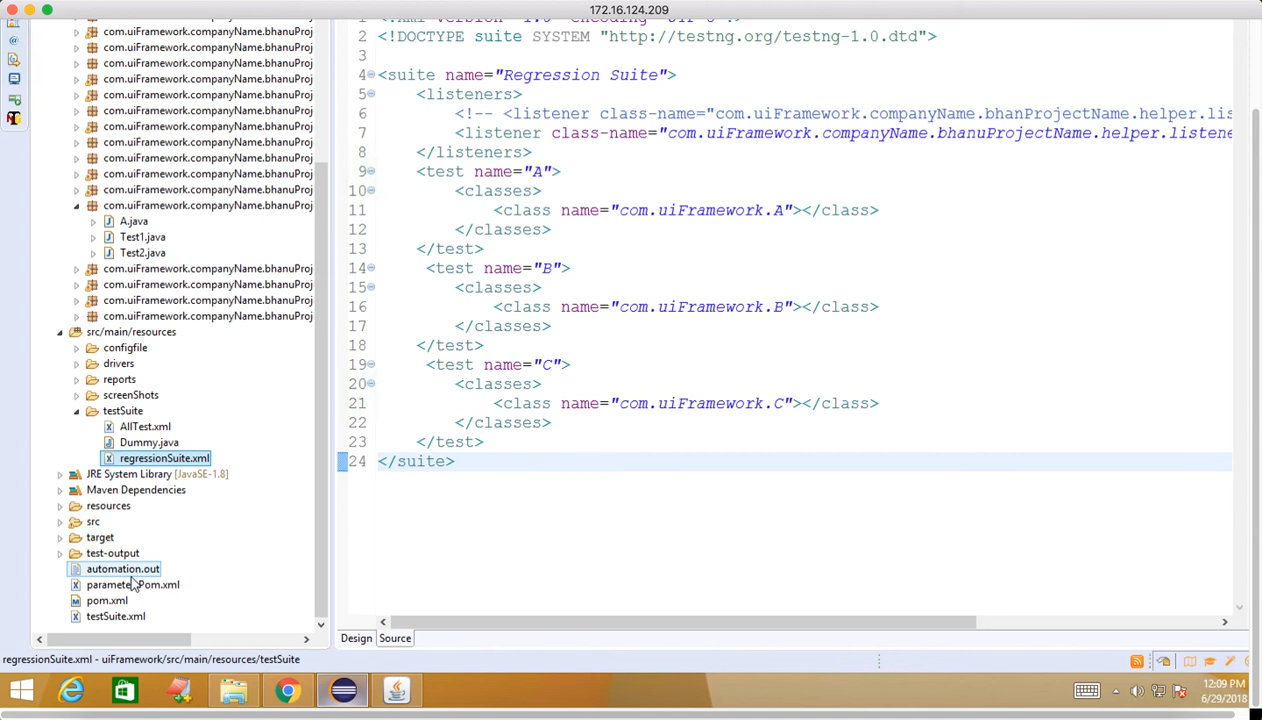 172.16.124.209
com.uiFramework.companyName.bhanuProj
com.uiFramework.companyName.bhanuProj
com.uiFramework.companyName.bhanuProj
com.uiFramework.companyName.bhanuProj
com.uiFramework.companyName.bhanuProj
com.uiFramework.companyName.bhanuProj
com.uiFramework.companyName.bhanuProj
com.uiFramework.companyName.bhanuProj
com.uiFramework.companyName.bhanuProj
com.uiFramework.companyName.bhanuProj
com.uiFramework.companyName.bhanuProj
com.uiFramework.companyName.bhanuProj
A.java
Test1.java
Test2.java
com.uiFramework.companyName.bhanuProj
com.uiFramework.companyName.bhanuProj
com.uiFramework.companyName.bhanuProj
com.uiFramework.companyName.bhanuProj
src/main/resources
configfile
drivers
reports
screenShots
testSuite
AllTest.xml
Dummy.java
regressionSuite.xml
JRE System Library [JavaSE-1.8]
Maven Dependencies
resources
src
target
test-output
automation.out
parameterPom.xml
pom.xml
testSuite.xml
2 <!DOCTYPE suite SYSTEM "http://testng.org/testng-1.0.dtd">
3
4 <suite name="Regression Suite">
5 <listeners>
6 <!-- <listener class-name="com.uiFramework.companyName.bhanProjectName.helper.lis
7 <listener class-name="com.uiFramework.companyName.bhanuProjectName.helper.listene
8 </listeners>
9 <test name="A">
10 <classes>
11 <class name="com.uiFramework.A"></class>
12 </classes>
13 </test>
14 <test name="B">
15 <classes>
16 <class name="com.uiFramework.B"></class>
17 </classes>
18 </test>
19 <test name="C">
20 <classes>
21 <class name="com.uiFramework.C"></class>
22 </classes>
23 </test>
24 </suite>
Design Source
regressionSuite.xml - uiFramework/src/main/resources/testSuite
12:09 PM
6/29/2018